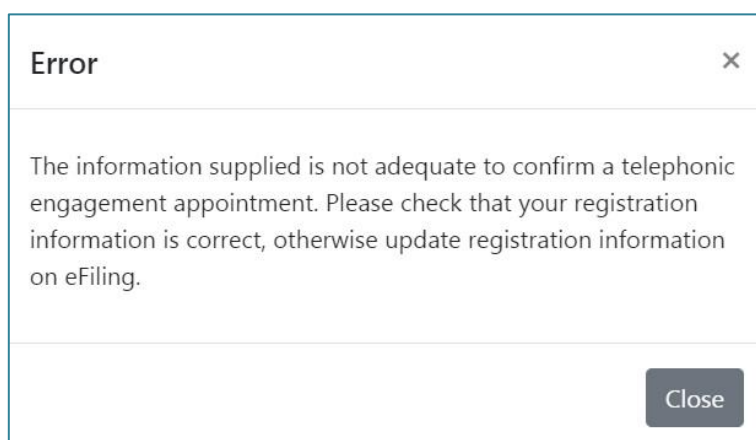 Error
×
The information supplied is not adequate to confirm a telephonic
engagement appointment. Please check that your registration
information is correct, otherwise update registration information
on eFiling.
Close